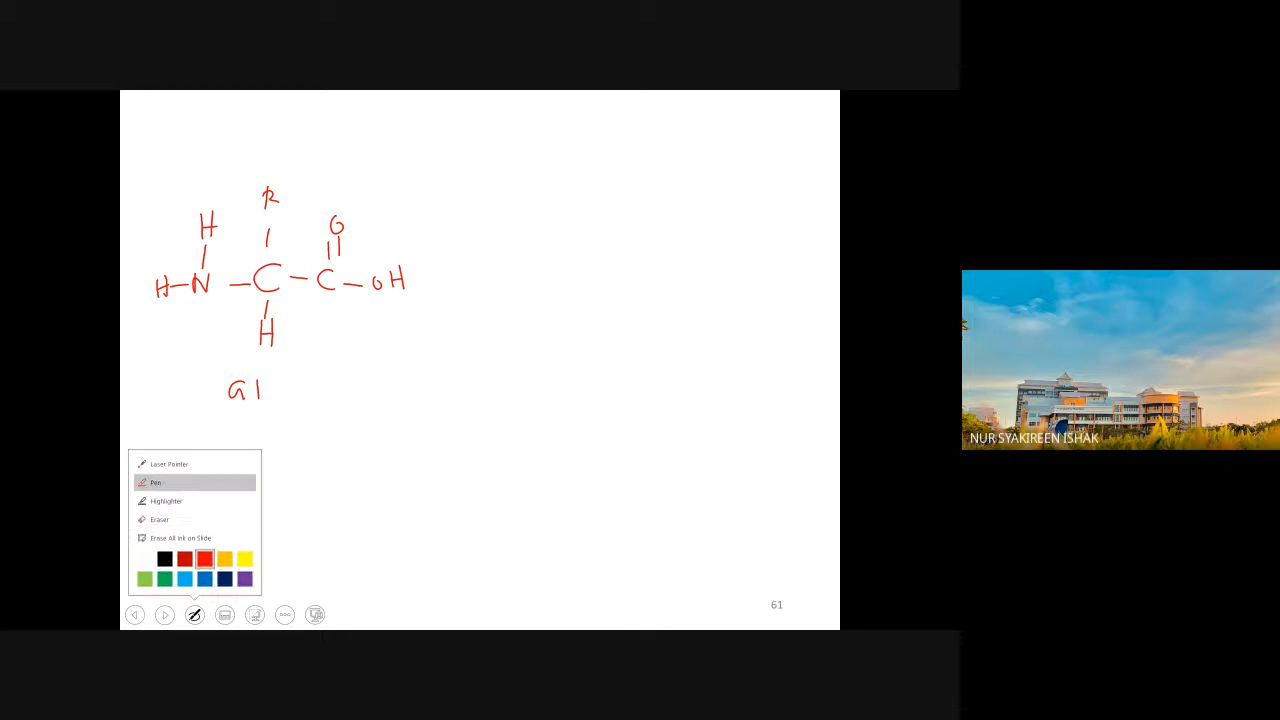 R
H O
H-N-C-C-OH
H
Gl
Laser Pointer
Pen
Highlighter
Eraser
Erase All Ink on Slide
61
NUR SYAKIREEN ISHAK